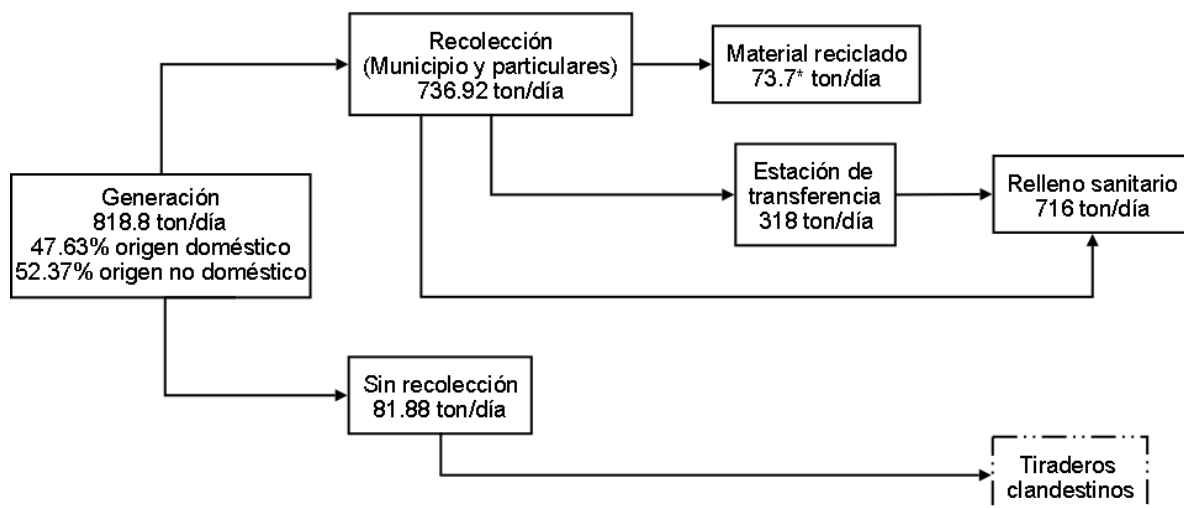 Recolección
(Municipio y particulares)
736.92 ton/día
Material reciclado
73.7* ton/día
Generación
818.8 ton/día
47.63% origen doméstico
52.37% origen no doméstico
Estación de
transferencia
318 ton/día
Relleno sanitario
716 ton/día
Sin recolección
81.88 ton/día
Tiraderos
clandestinos